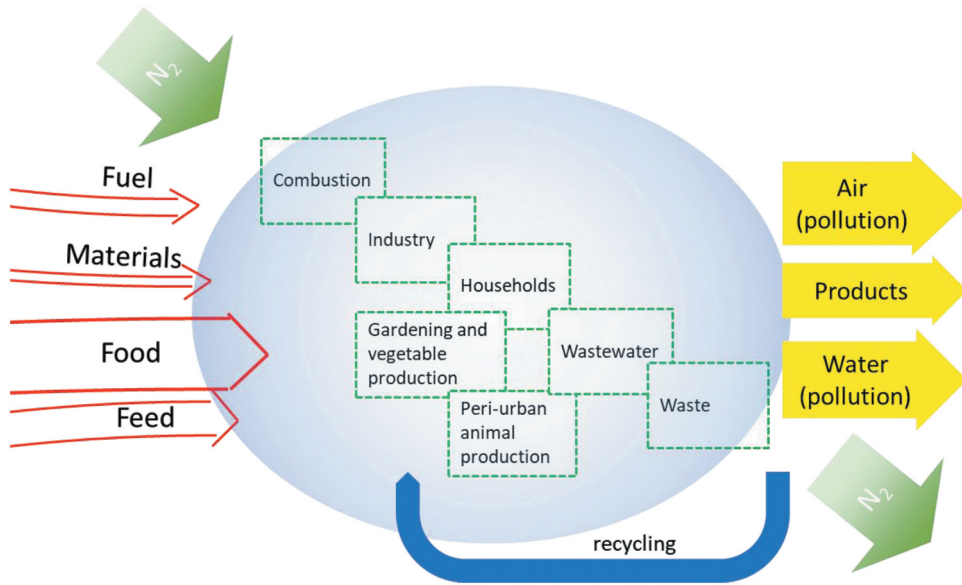 N₂
Fuel
Materials
Food
Feed
Combustion
Industry
Households
Gardening and
vegetable
production
Wastewater
Peri-urban
animal
production
Waste
Air
(pollution)
Products
Water
(pollution)
N₂
recycling